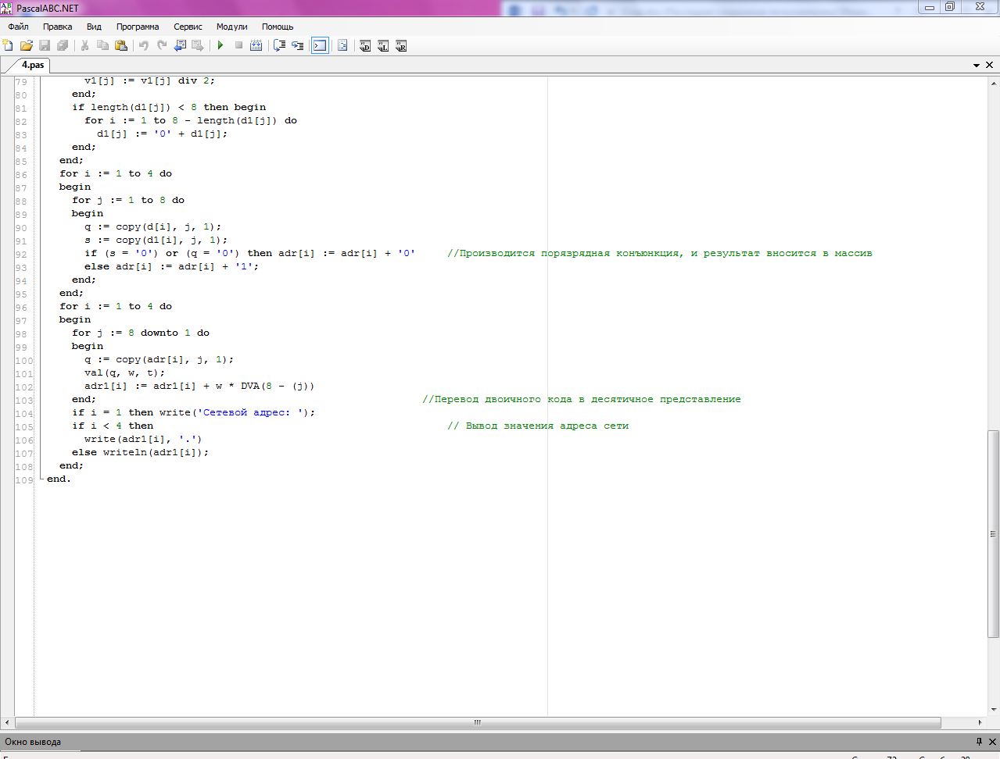 PascalABC.NET
Файл Правка Вид Программа Сервис Модули Помощь
4.pas
79 v1[j] := v1[j] div 2;
80 end;
81 if length(d1[j]) < 8 then begin
82 for i := 1 to 8 - length(d1[j]) do
83 d1[j] := '0' + d1[j];
84 end;
85 end;
86 for i := 1 to 4 do
87 begin
88 for j := 1 to 8 do
89 begin
90 q := copy(d[i], j, 1);
91 s := copy(d1[i], j, 1);
92 if (s = '0') or (q = '0') then adr[i] := adr[i] + '0' //Производится порязрядная конъюнкция, и результат вносится в массив
93 else adr[i] := adr[i] + '1';
94 end;
95 end;
96 for i := 1 to 4 do
97 begin
98 for j := 8 downto 1 do
99 begin
100 q := copy(adr[i], j, 1);
101 val(q, w, t);
102 adr1[i] := adr1[i] + w * DVA(8 - (j))
103 end; //Перевод двоичного кода в десятичное представление
104 if i = 1 then write('Сетевой адрес: ');
105 if i < 4 then // Вывод значения адреса сети
106 write(adr1[i], '.')
107 else writeln(adr1[i]);
108 end;
109 end.
Окно вывода